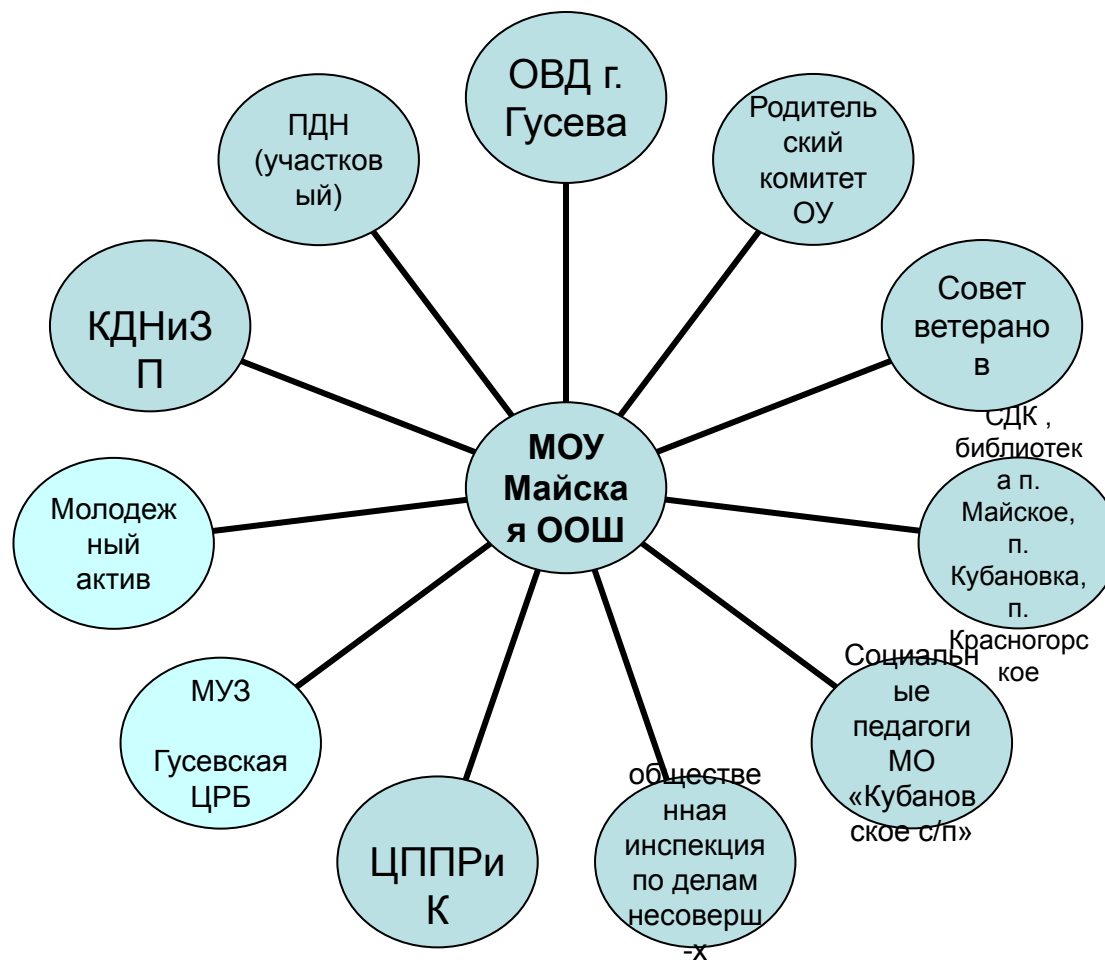 ОВД г.
Гусева
Родитель
ский
комитет
ОУ
Совет
ветерано
в
СДК ,
библиотек
а п.
Майское,
п.
Кубановка,
п.
Красногорс
кое
Социальн
ые
педагоги
МО
«Кубанов
ское с/п»
обществе
нная
инспекция
по делам
несоверш
-х
ЦППРи
К
МУЗ
Гусевская
ЦРБ
Молодеж
ный
актив
КДНиЗ
П
ПДН
(участков
ый)
МОУ
Майска
я ООШ